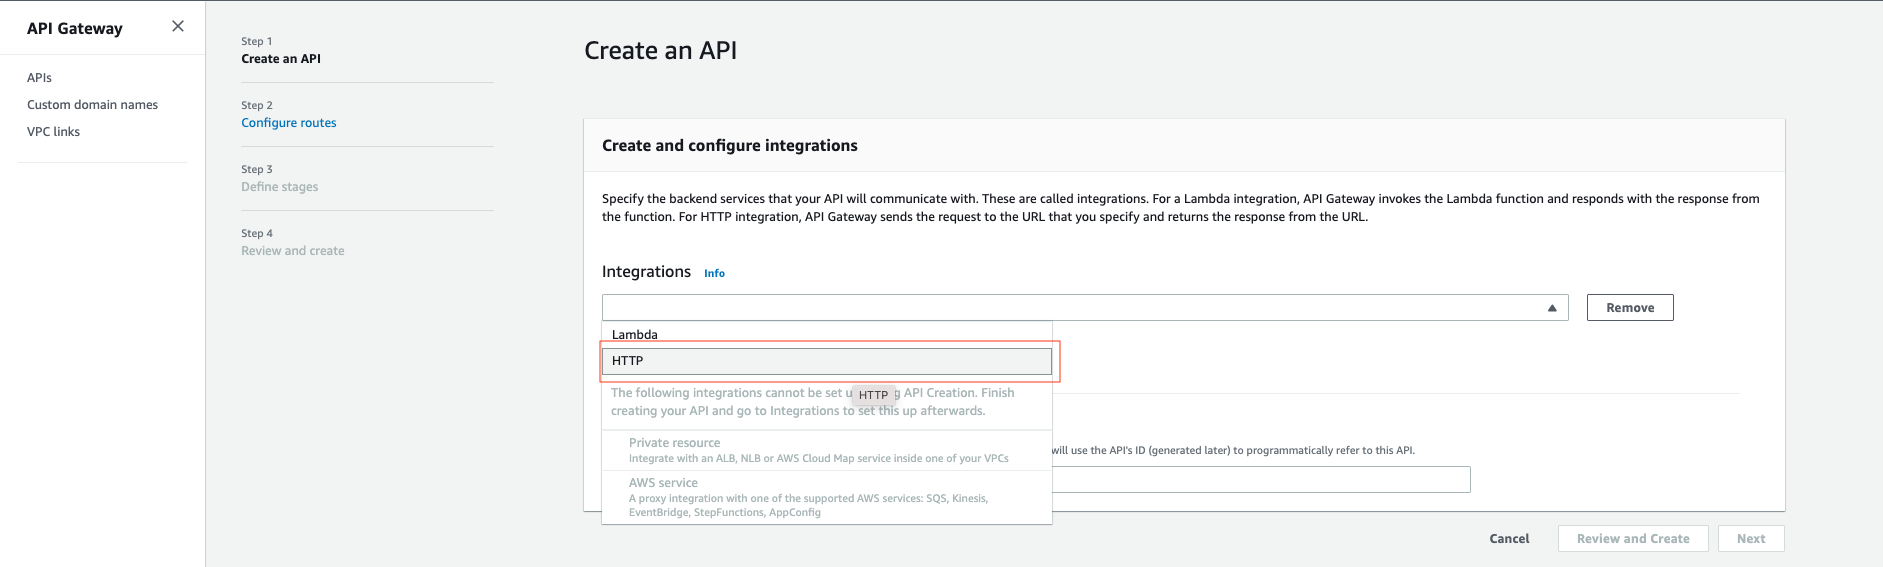 API Gateway
APIs
Custom domain names
VPC links
Step 1
Create an API
Step 2
Configure routes
Step 3
Define stages
Step 4
Review and create
Create an API
Create and configure integrations
Specify the backend services that your API will communicate with. These are called integrations. For a Lambda integration, API Gateway invokes the Lambda function and responds with the response from
the function. For HTTP integration, API Gateway sends the request to the URL that you specify and returns the response from the URL.
Integrations Info
Remove
Lambda
HTTP
The following integrations cannot be set API Creation. Finish
HTTP
creating your API and go to Integrations to set this up afterwards.
Private resource
Integrate with an ALB, NLB or AWS Cloud Map service inside one of your VPCs
will use the API's ID (generated later) to programmatically refer to this API.
AWS service
A proxy integration with one of the supported AWS services: SQS, Kinesis,
EventBridge, StepFunctions, AppConfig
Cancel
Review and Create
Next